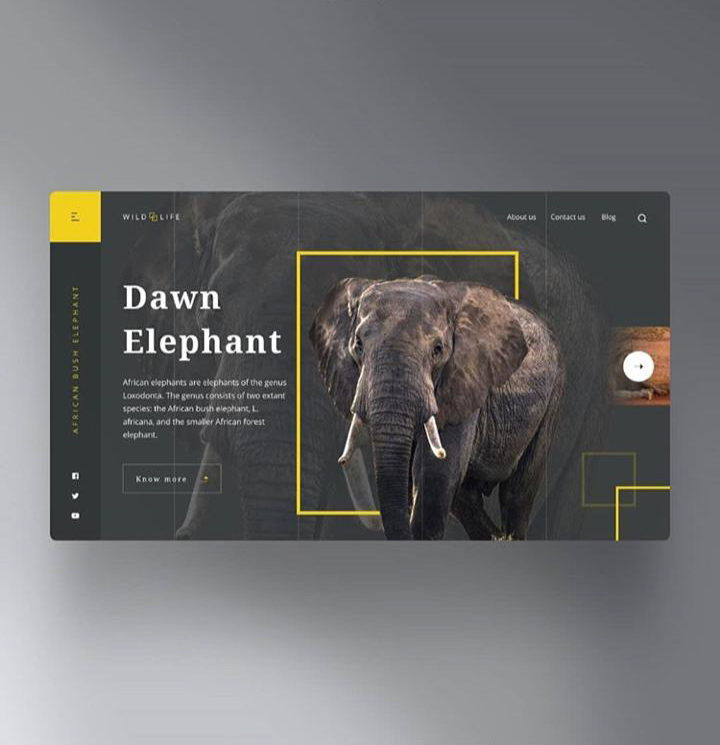 WILD LIFE
About us
Contact us
Blog
AFRICAN BUSH ELEPHANT
Dawn
Elephant
African elephants are elephants of the genus
Loxodonta. The genus consists of two extant
species: the African bush elephant, L.
africana, and the smaller African forest
elephant.
Know more